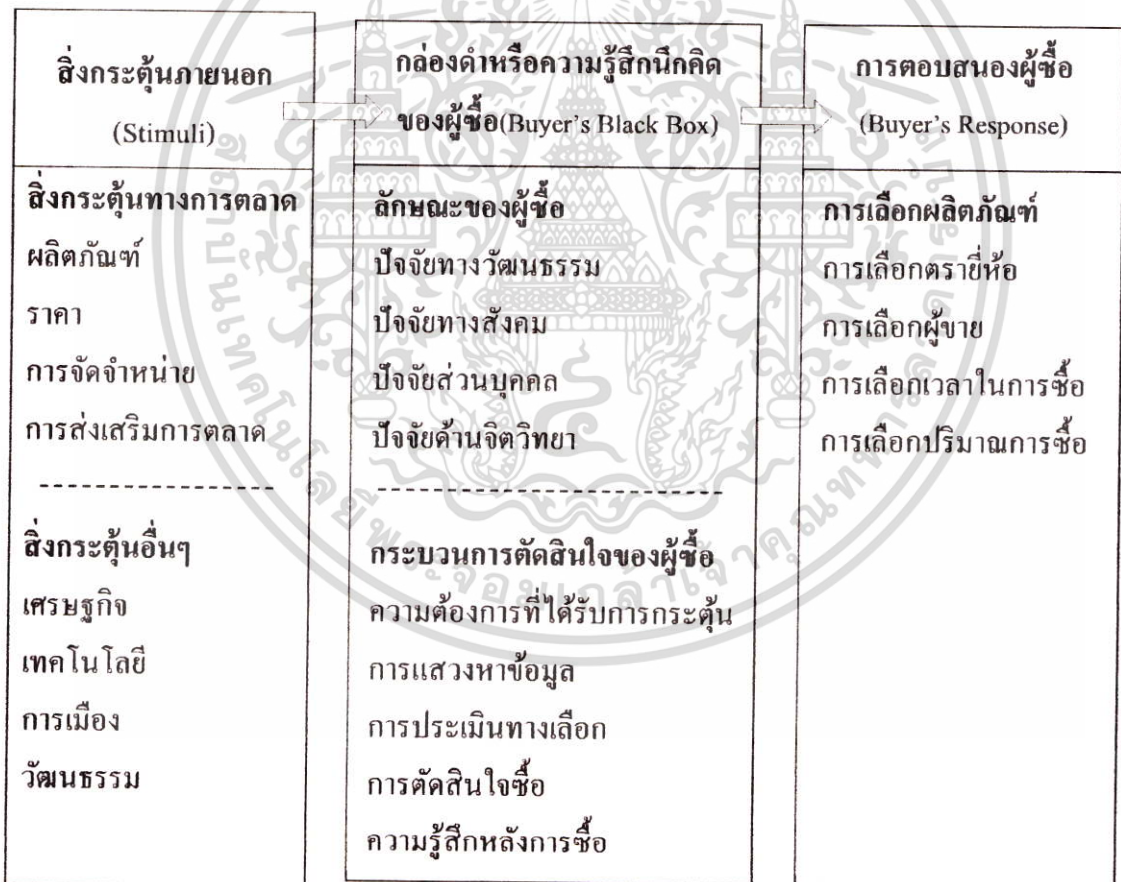 สิ่งกระตุ้นภายนอก
(Stimuli)
กล่องดำหรือความรู้สึกนึกคิด
ของผู้ซื้อ(Buyer's Black Box)
การตอบสนองผู้ซื้อ
(Buyer's Response)
สิ่งกระตุ้นทางการตลาด
ผลิตภัณฑ์
ราคา
การจัดจำหน่าย
การส่งเสริมการตลาด
-----------------
สิ่งกระตุ้นอื่นๆ
เศรษฐกิจ
เทคโนโลยี
การเมือง
วัฒนธรรม
ลักษณะของผู้ซื้อ
ปัจจัยทางวัฒนธรรม
ปัจจัยทางสังคม
ปัจจัยส่วนบุคคล
ปัจจัยด้านจิตวิทยา
-------------------------
กระบวนการตัดสินใจของผู้ซื้อ
ความต้องการที่ได้รับการกระตุ้น
การแสวงหาข้อมูล
การประเมินทางเลือก
การตัดสินใจซื้อ
ความรู้สึกหลังการซื้อ
การเลือกผลิตภัณฑ์
การเลือกตรายี่ห้อ
การเลือกผู้ขาย
การเลือกเวลาในการซื้อ
การเลือกปริมาณการซื้อ